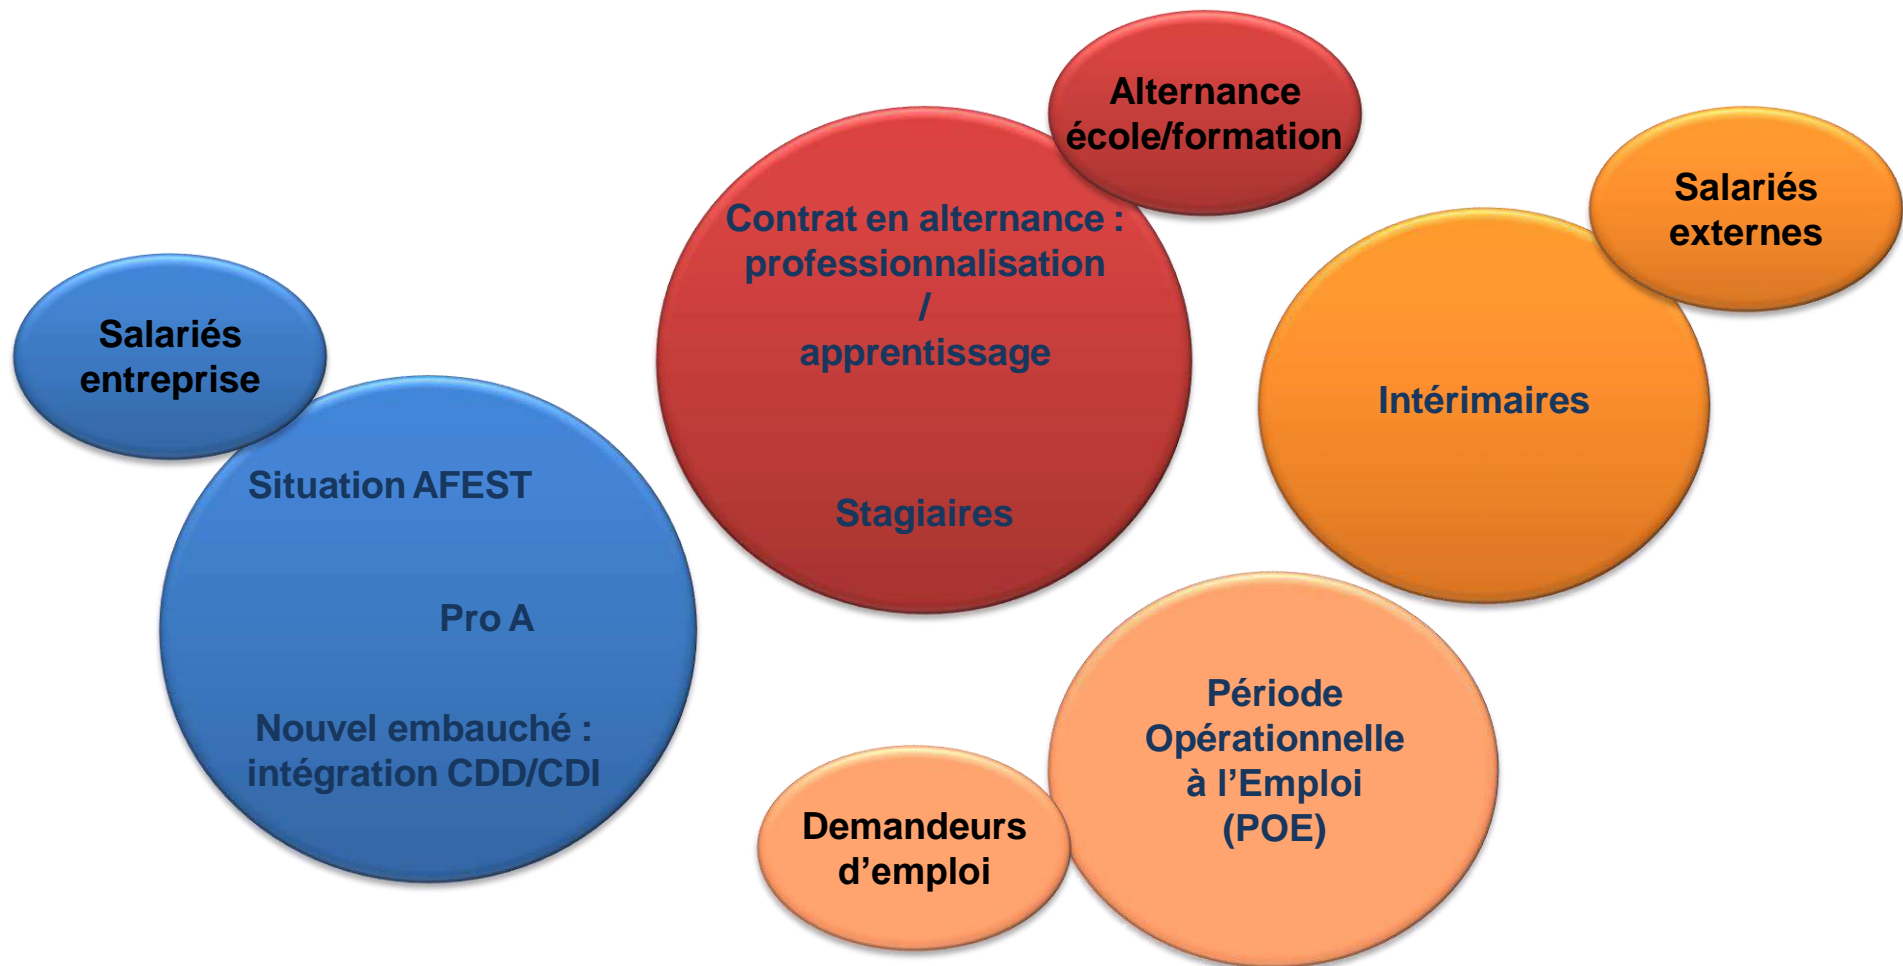 Salariés
entreprise
Situation AFEST
Pro A
Nouvel embauché :
intégration CDD/CDI
Alternance
école/formation
Contrat en alternance :
professionnalisation
/
apprentissage
Stagiaires
Salariés
externes
Intérimaires
Demandeurs
d’emploi
Période
Opérationnelle
à l’Emploi
(POE)